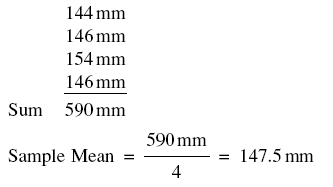 144 mm
146 mm
154 mm
146 mm
Sum 590 mm
Sample Mean = 590 mm / 4 = 147.5 mm